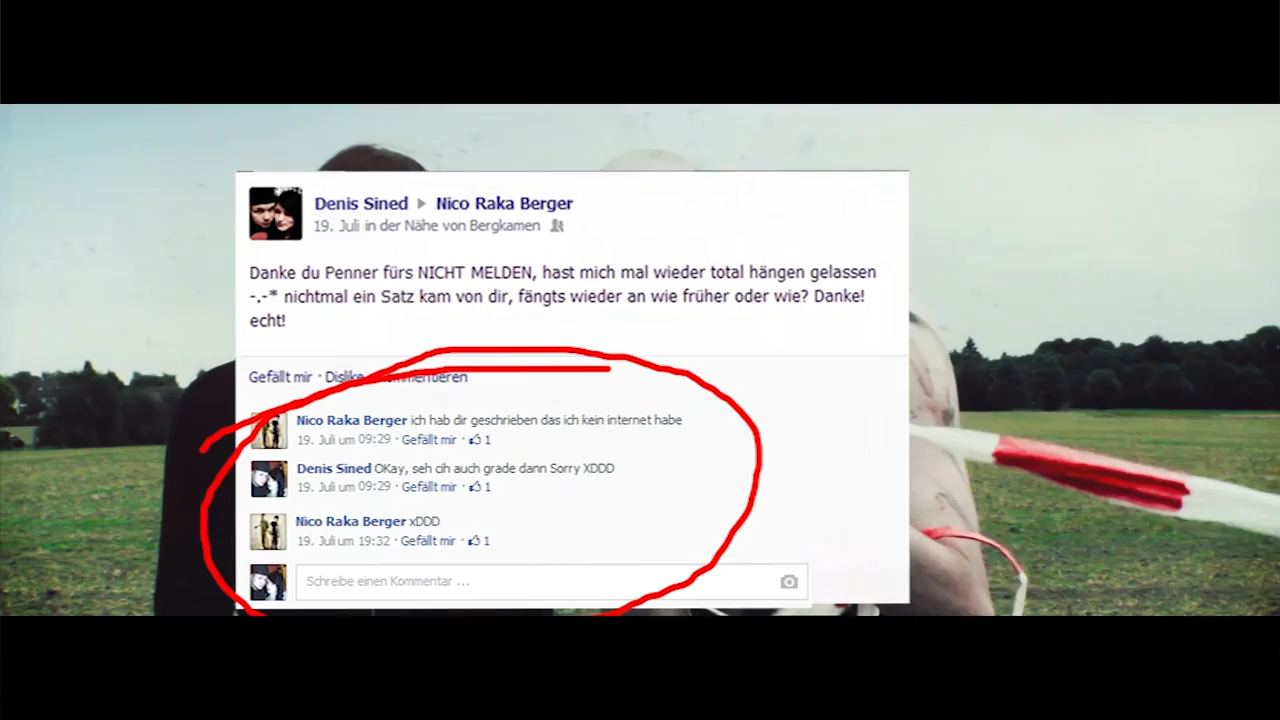 Denis Sined ▶ Nico Raka Berger
19. Juli in der Nähe von Bergkamen
Danke du Penner fürs NICHT MELDEN, hast mich mal wieder total hängen gelassen
-.-* nichtmal ein Satz kam von dir, fängts wieder an wie früher oder wie? Danke!
echt!
Gefällt mir · Dislike · Kommentieren
Nico Raka Berger ich hab dir geschrieben das ich kein internet habe
19. Juli um 09:29 · Gefällt mir · 1
Denis Sined OKay, seh cih auch grade dann Sorry XDDD
19. Juli um 09:29 · Gefällt mir · 1
Nico Raka Berger xDDD
19. Juli um 19:32 · Gefällt mir · 1
Schreibe einen Kommentar ...